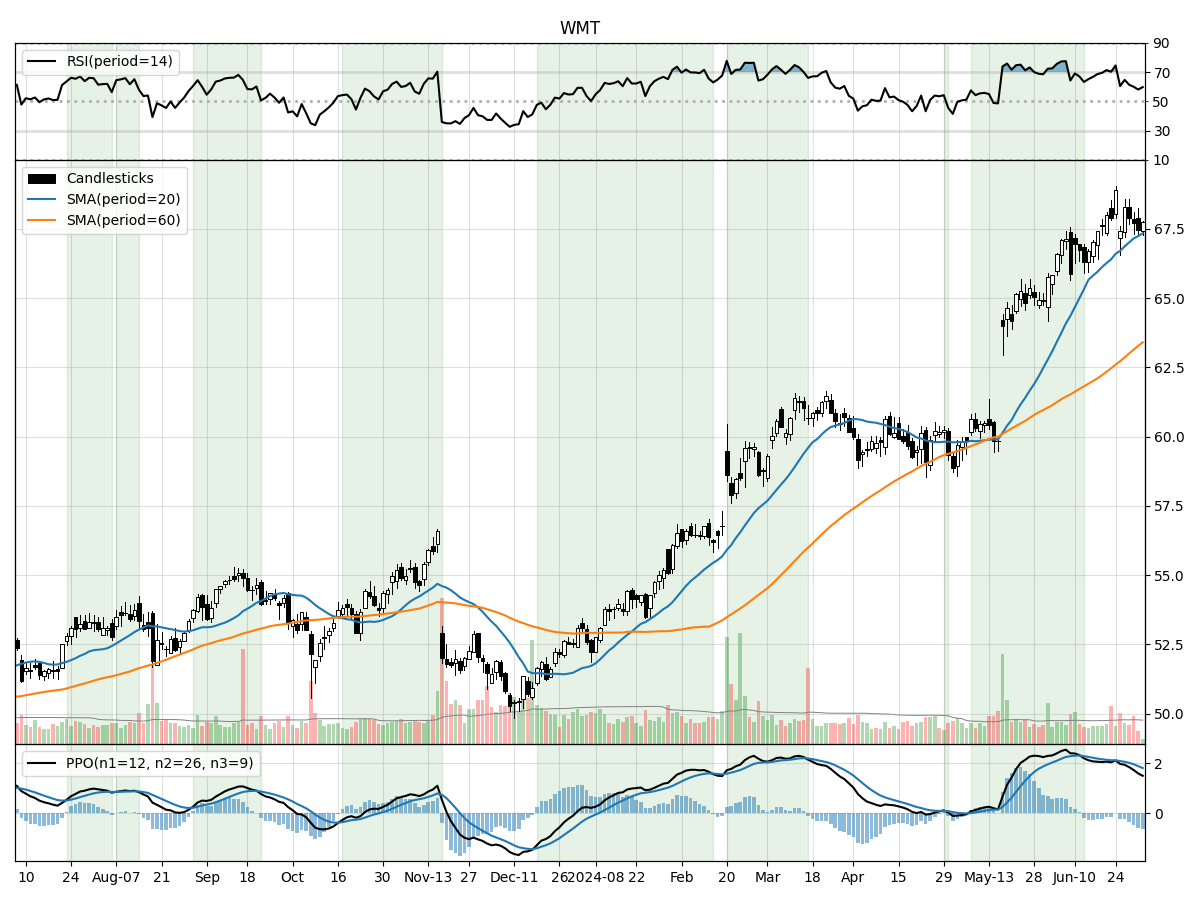 WMT
RSI(period=14)
90
70
50
30
10
Candlesticks
SMA(period=20)
SMA(period=60)
67.5
65.0
62.5
60.0
57.5
55.0
52.5
50.0
PPO(n1=12, n2=26, n3=9)
2
0
10 24 Aug-07 21 Sep 18 Oct 16 30 Nov-13 27 Dec-11 26 2024-08 22 Feb 20 Mar 18 Apr 15 29 May-13 28 Jun-10 24